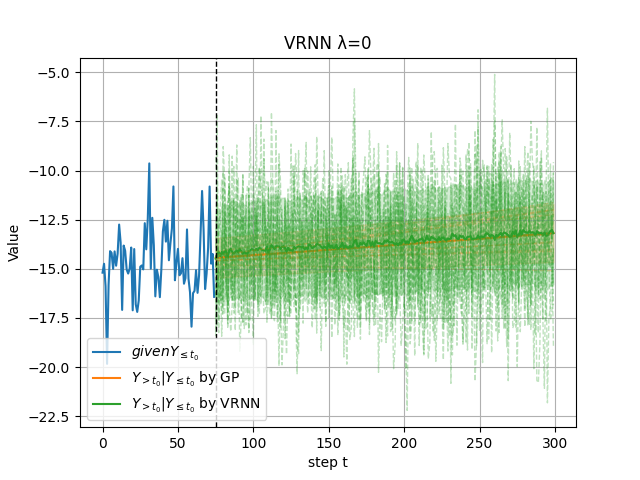 VRNN λ=0
Value
−5.0
−7.5
−10.0
−12.5
−15.0
−17.5
−20.0
−22.5
givenY≤t₀
Y>t₀|Y≤t₀ by GP
Y>t₀|Y≤t₀ by VRNN
0 50 100 150 200 250 300
step t